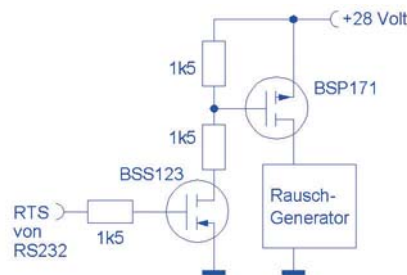 +28 Volt
1k5
BSP171
1k5
BSS123
RTS
von
RS232
1k5
Rausch-
Generator